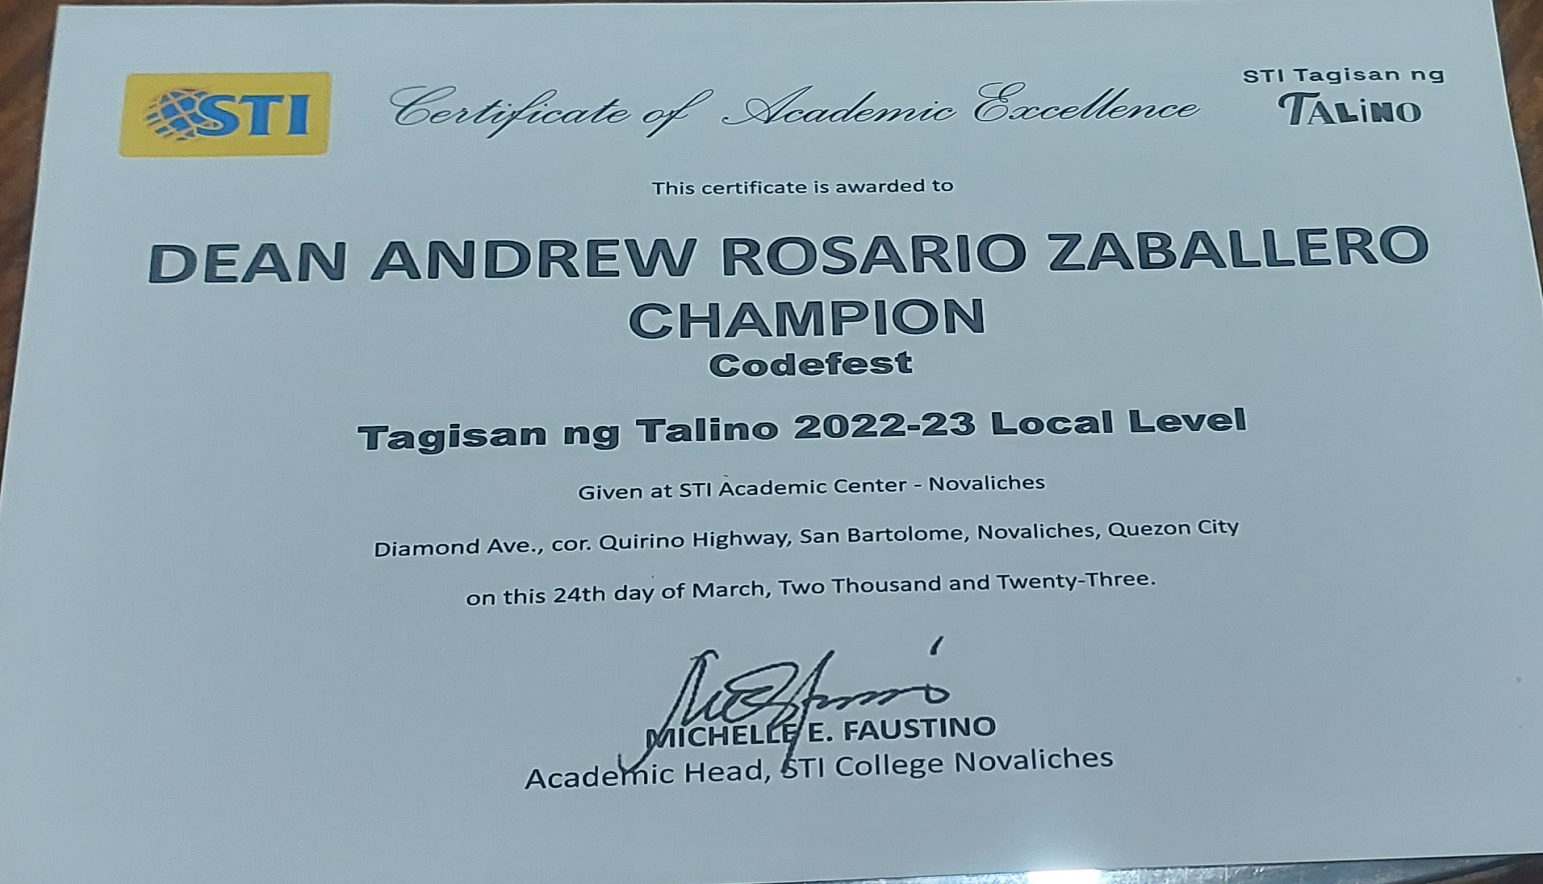 STI
Certificate of Academic Excellence
STI Tagisan ng
TALiNO
This certificate is awarded to
DEAN ANDREW ROSARIO ZABALLERO
CHAMPION
Codefest
Tagisan ng Talino 2022-23 Local Level
Given at STI Academic Center - Novaliches
Diamond Ave., cor. Quirino Highway, San Bartolome, Novaliches, Quezon City
on this 24th day of March, Two Thousand and Twenty-Three.
MICHELLE E. FAUSTINO
Academic Head, STI College Novaliches